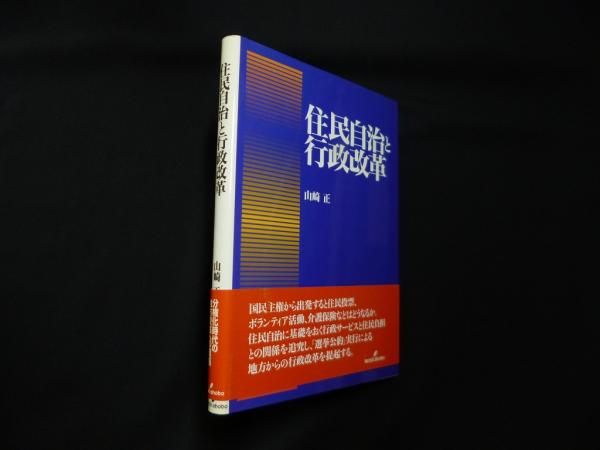 住民自治と
行政改革
山崎 正
国民主権から出発すると住民投票、
ボランティア活動、介護保険などはどうなるか、
住民自治に基礎をおく行政サービスと住民負担
との関係を追究し、「選挙公約」実行による
地方からの行政改革を提起する。
住民自治と行政改革
山崎 正
分権化時代の